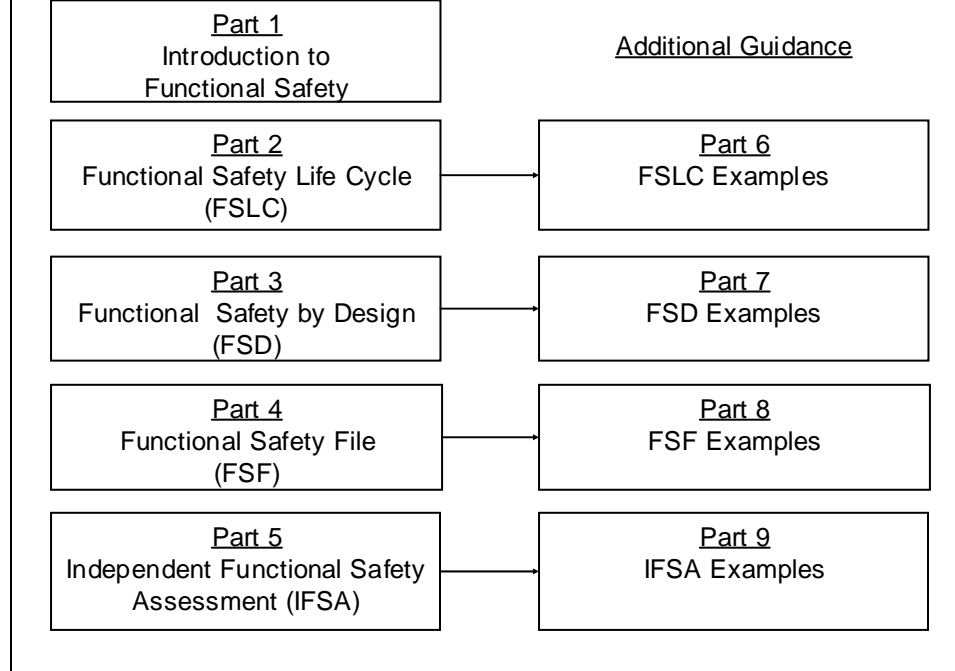 Part 1
Introduction to
Functional Safety
Additional Guidance
Part 2
Functional Safety Life Cycle
(FSLC)
Part 6
FSLC Examples
Part 3
Functional Safety by Design
(FSD)
Part 7
FSD Examples
Part 4
Functional Safety File
(FSF)
Part 8
FSF Examples
Part 5
Independent Functional Safety
Assessment (IFSA)
Part 9
IFSA Examples